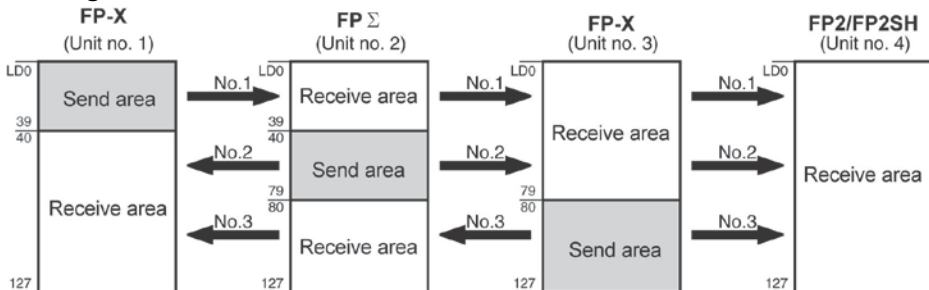 FP-X FP Σ FP-X FP2/FP2SH
(Unit no. 1) (Unit no. 2) (Unit no. 3) (Unit no. 4)
LD0 LD0 LD0 LD0
Send area No.1 Receive area No.1 No.1
39 39
40 40
Receive area
No.2 Send area No.2 No.2 Receive area
Receive area
79 79
80 80
No.3 Receive area No.3 Send area No.3
127 127 127 127